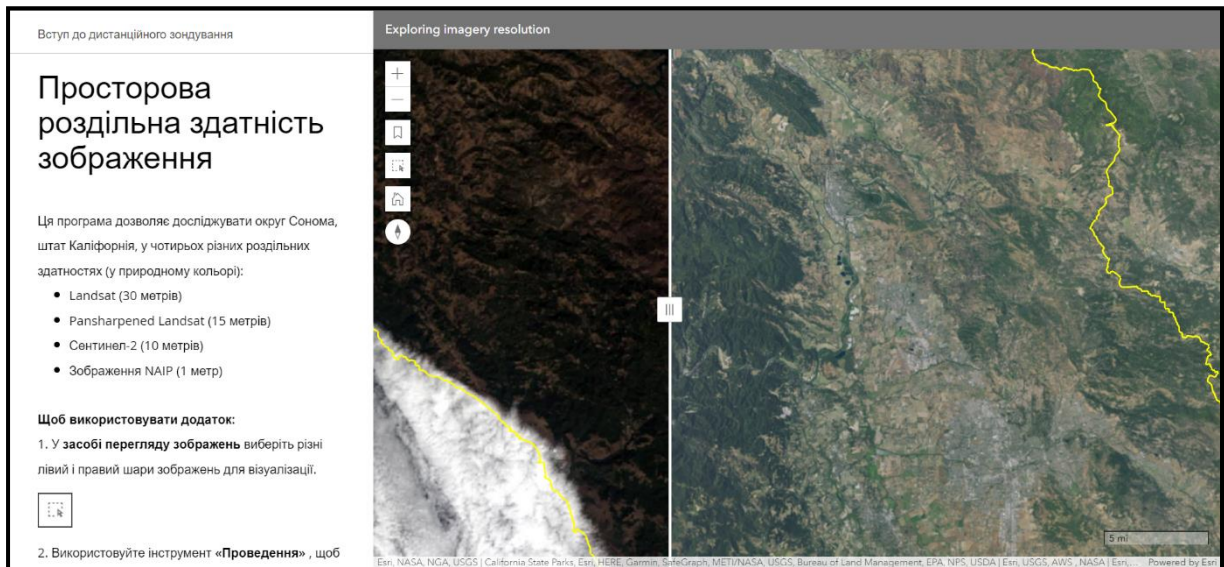 Вступ до дистанційного зондування
Просторова
роздільна здатність
зображення
Ця програма дозволяє досліджувати округ Сонома,
штат Каліфорнія, у чотирьох різних роздільних
здатностях (у природному кольорі):
• Landsat (30 метрів)
• Pansharpened Landsat (15 метрів)
• Сентинел-2 (10 метрів)
• Зображення NAIP (1 метр)
Щоб використовувати додаток:
1. У засобі перегляду зображень виберіть різні
лівий і правий шари зображень для візуалізації.
2. Використовуйте інструмент «Проведення» , щоб
Exploring imagery resolution
5 mi
Esri, NASA, NGA, USGS | California State Parks, Esri, HERE, Garmin, SafeGraph, METI/NASA, USGS, Bureau of Land Management, EPA, NPS, USDA | Esri, USGS, AWS , NASA | Esri,... Powered by Esri